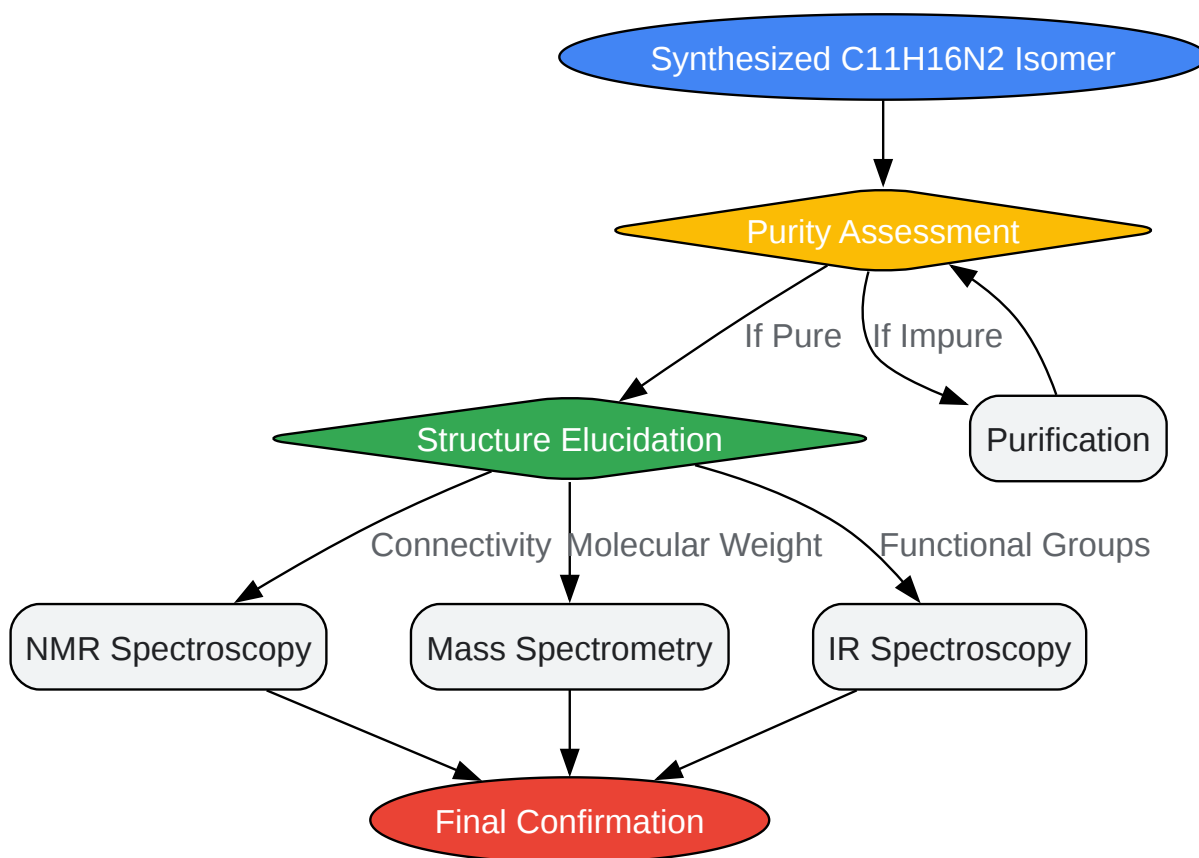 Synthesized C11H16N2 Isomer
Purity Assessment
If Pure
If Impure
Structure Elucidation
Purification
Connectivity
Molecular Weight
Functional Groups
NMR Spectroscopy
Mass Spectrometry
IR Spectroscopy
Final Confirmation